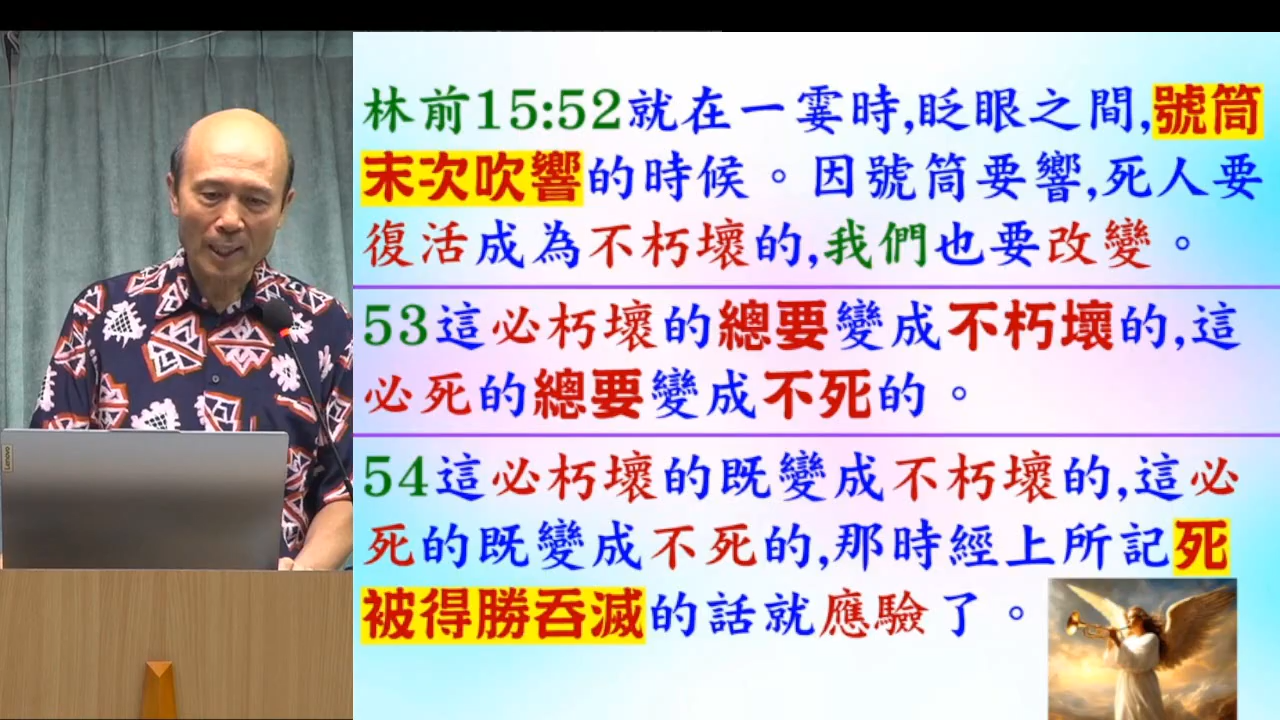 林前15:52就在一霎時,眨眼之間,號筒
末次吹響的時候。因號筒要響,死人要
復活成為不朽壞的,我們也要改變。
53這必朽壞的總要變成不朽壞的,這
必死的總要變成不死的。
54這必朽壞的既變成不朽壞的,這必
死的既變成不死的,那時經上所記死
被得勝吞滅的話就應驗了。
Lenovo